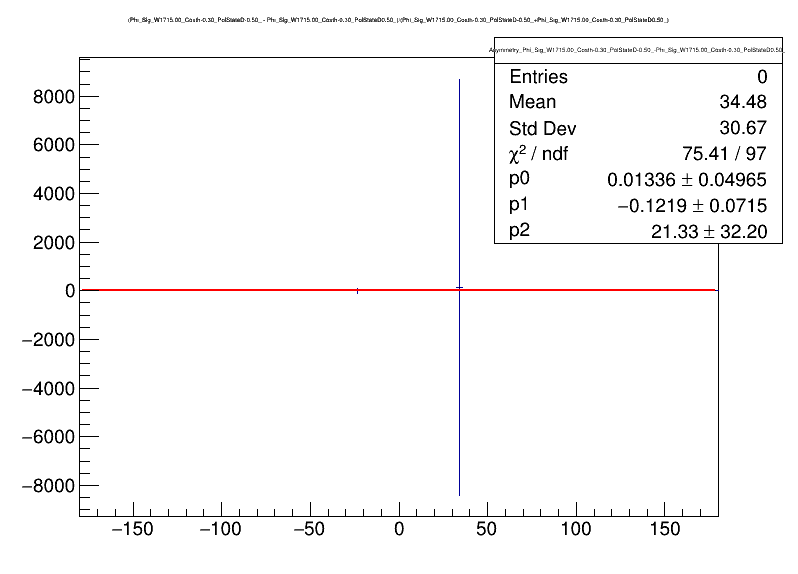 (Phi_Sig_W1715.00_Costh-0.30_PolStateD-0.50_ - Phi_Sig_W1715.00_Costh-0.30_PolStateD-0.50_)/(Phi_Sig_W1715.00_Costh-0.30_PolStateD-0.50_+Phi_Sig_W1715.00_Costh-0.30_PolStateD-0.50_)
Asymmetry_Phi_Sig_W1715.00_Costh-0.30_PolStateD-0.50_-Phi_Sig_W1715.00_Costh-0.30_PolStateD0.50_
Entries 0
Mean 34.48
Std Dev 30.67
χ² / ndf 75.41 / 97
p0 0.01336 ± 0.04965
p1 −0.1219 ± 0.0715
p2 21.33 ± 32.20
8000
6000
4000
2000
0
−2000
−4000
−6000
−8000
−150 −100 −50 0 50 100 150